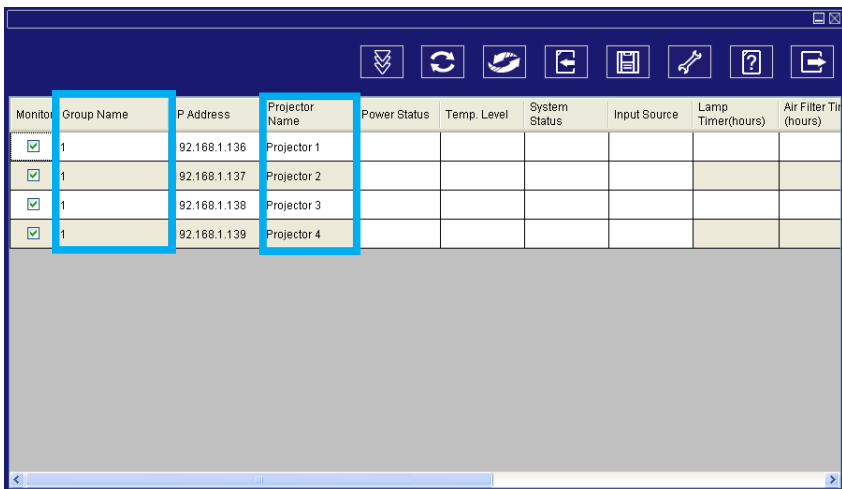 Monitor Group Name P Address Projector Name Power Status Temp. Level System Status Input Source Lamp Timer(hours) Air Filter Tir (hours)
1 92.168.1.136 Projector 1
1 92.168.1.137 Projector 2
1 92.168.1.138 Projector 3
1 92.168.1.139 Projector 4